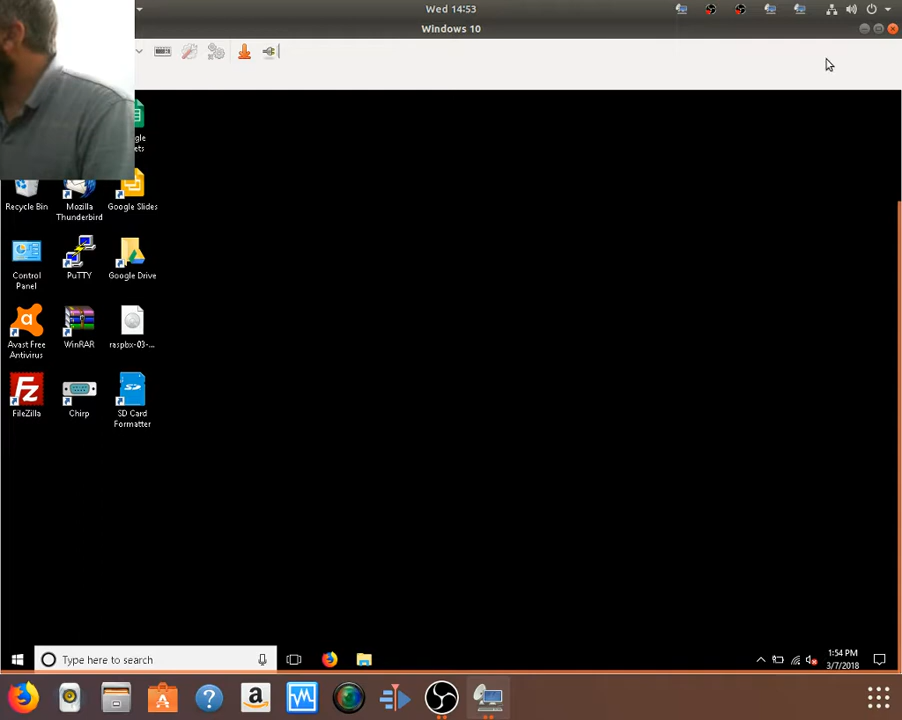 Wed 14:53
Windows 10
Recycle Bin
Mozilla
Thunderbird
Google Slides
Control
Panel
PuTTY
Google Drive
Avast Free
Antivirus
WinRAR
raspbx-03-...
FileZilla
Chirp
SD Card
Formatter
Type here to search
1:54 PM
3/7/2018